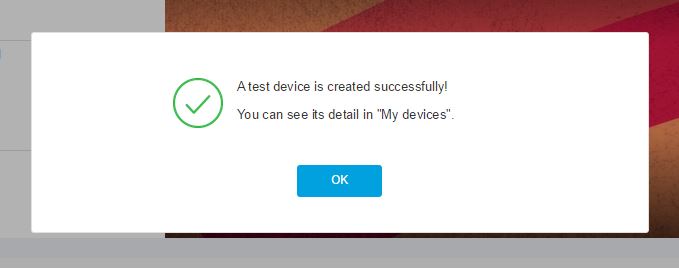 A test device is created successfully!
You can see its detail in "My devices".
OK